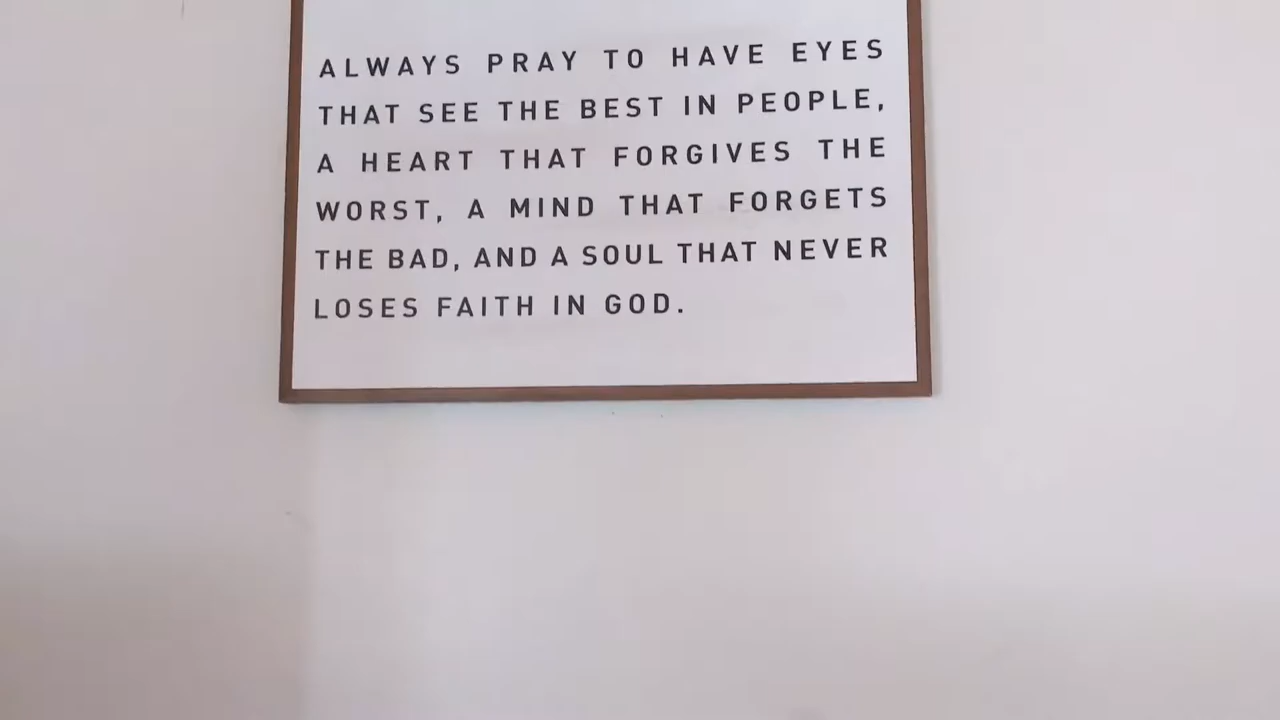 ALWAYS PRAY TO HAVE EYES
THAT SEE THE BEST IN PEOPLE,
A HEART THAT FORGIVES THE
WORST, A MIND THAT FORGETS
THE BAD, AND A SOUL THAT NEVER
LOSES FAITH IN GOD.